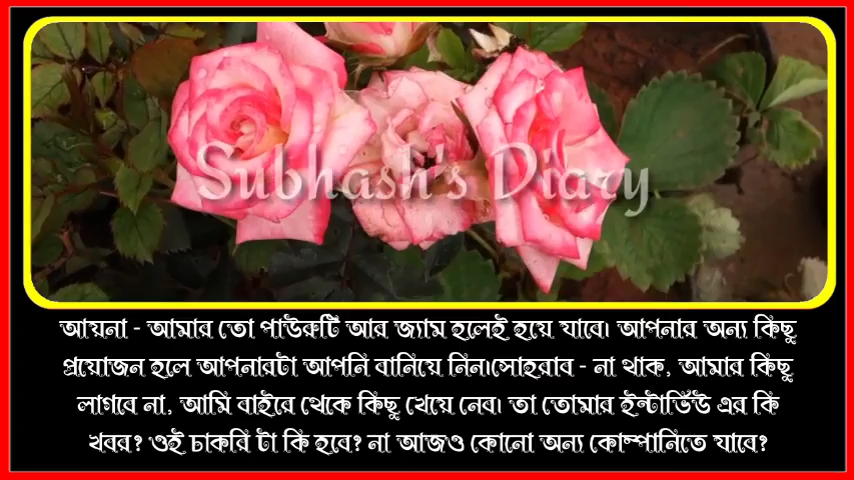 Subhash's Diary
আয়না - আমার তো পাউরুটি আর জ্যাম হলেই হয়ে যাবে। আপনার অন্য কিছু
প্রয়োজন হলে আপনারটা আপনি বানিয়ে নিন।সোহরাব - না থাক, আমার কিছু
লাগবে না, আমি বাইরে থেকে কিছু খেয়ে নেব। তা তোমার ইন্টার্ভিউ এর কি
খবর? ওই চাকরি টা কি হবে? না আজও কোনো অন্য কোম্পানিতে যাবে?